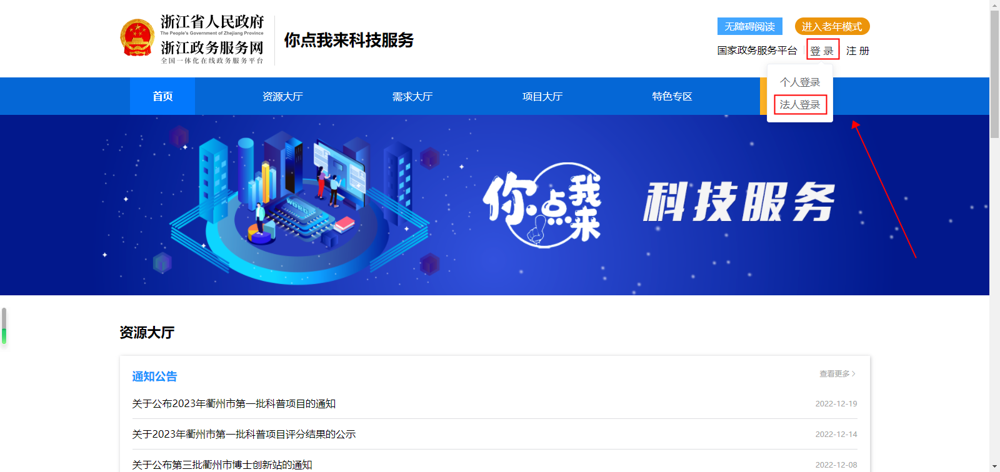 浙江省人民政府
The People's Government of Zhejiang Province
浙江政务服务网
全国一体化在线政务服务平台
你点我来科技服务
无障碍阅读
进入老年模式
国家政务服务平台
登 录
注 册
个人登录
法人登录
首页
资源大厅
需求大厅
项目大厅
特色专区
WORK
你点我来
科技服务
资源大厅
通知公告
查看更多
关于公布2023年衢州市第一批科普项目的通知
2022-12-19
关于2023年衢州市第一批科普项目评分结果的公示
2022-12-14
关于公布第三批衢州市博士创新站的通知
2022-12-08